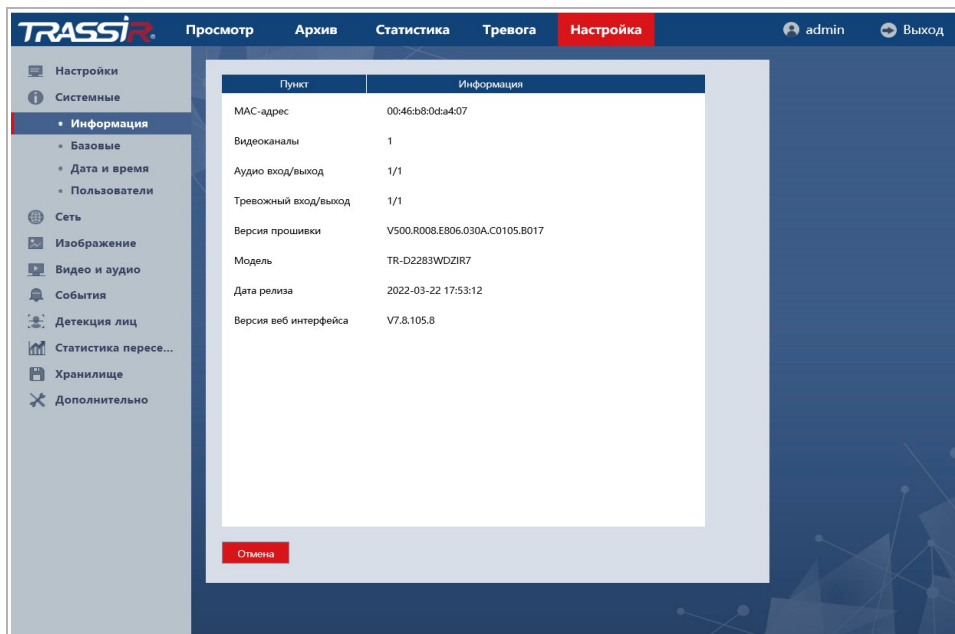 TRASSIR Просмотр Архив Статистика Тревога Настройка admin Выход
Настройки
Системные
Информация
Базовые
Дата и время
Пользователи
Сеть
Изображение
Видео и аудио
События
Детекция лиц
Статистика пересе...
Хранилище
Дополнительно
Пункт Информация
MAC-адрес 00:46:b8:0d:a4:07
Видеоканалы 1
Аудио вход/выход 1/1
Тревожный вход/выход 1/1
Версия прошивки V500.R008.E806.030A.C0105.B017
Модель TR-D2283WDZIR7
Дата релиза 2022-03-22 17:53:12
Версия веб интерфейса V7.8.105.8
Отмена